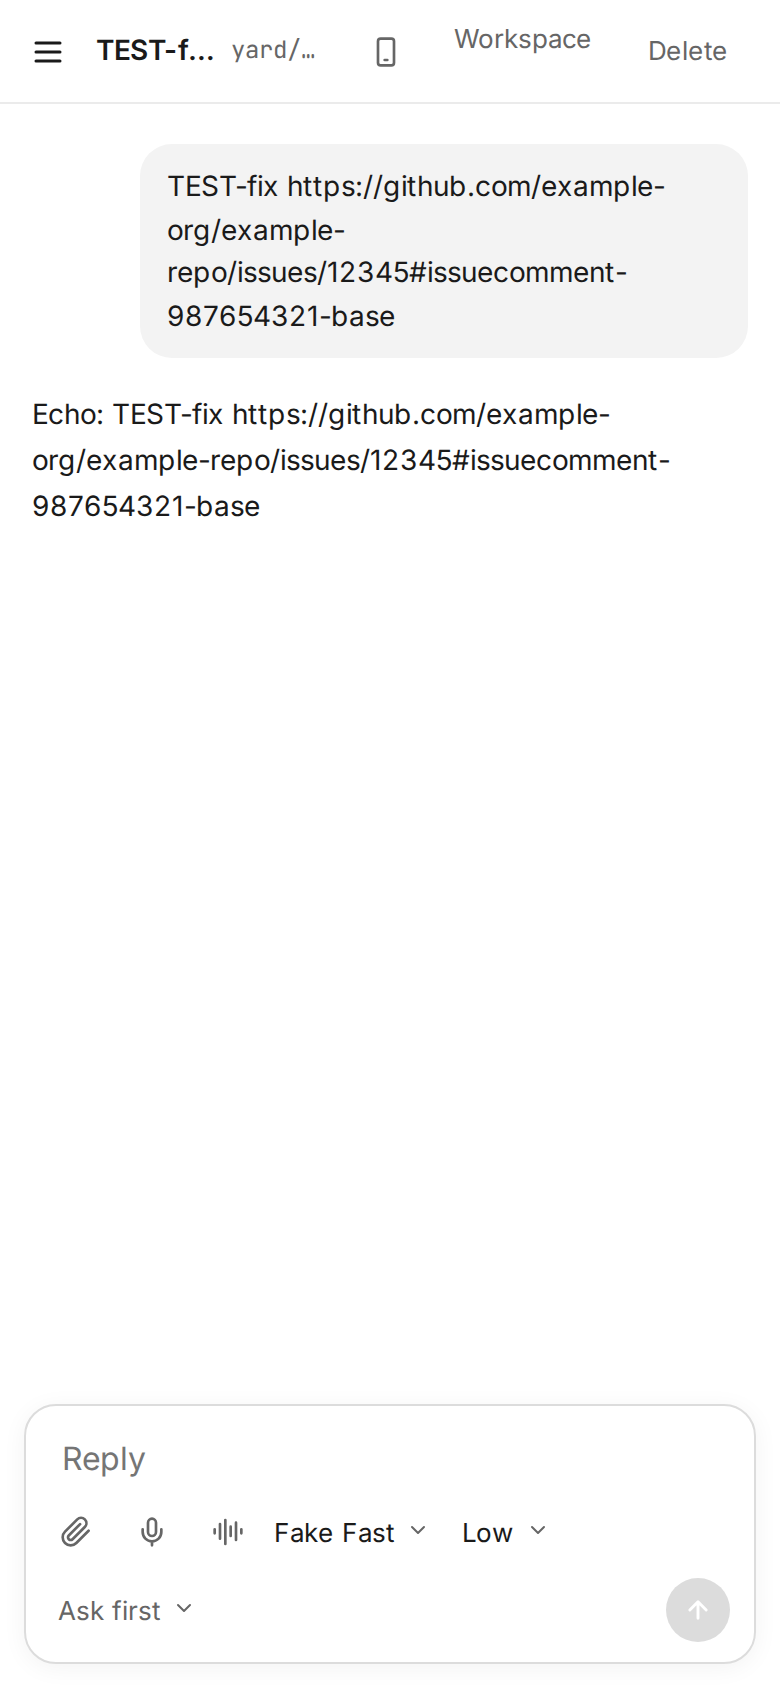 TEST-f… yard/… Workspace Delete
TEST-fix https://github.com/example-
org/example-
repo/issues/12345#issuecomment-
987654321-base
Echo: TEST-fix https://github.com/example-
org/example-repo/issues/12345#issuecomment-
987654321-base
Reply
Fake Fast Low
Ask first